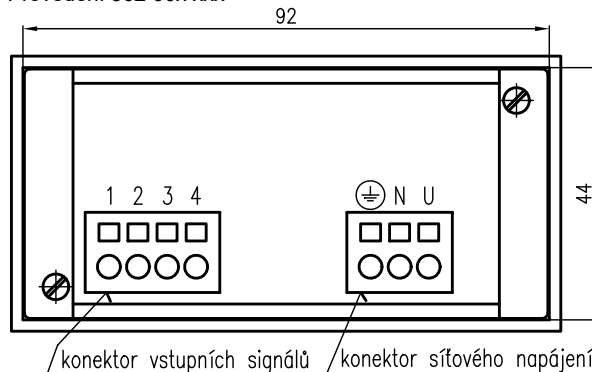 92
1 2 3 4
N U
44
konektor vstupních signálů
konektor síťového napájení